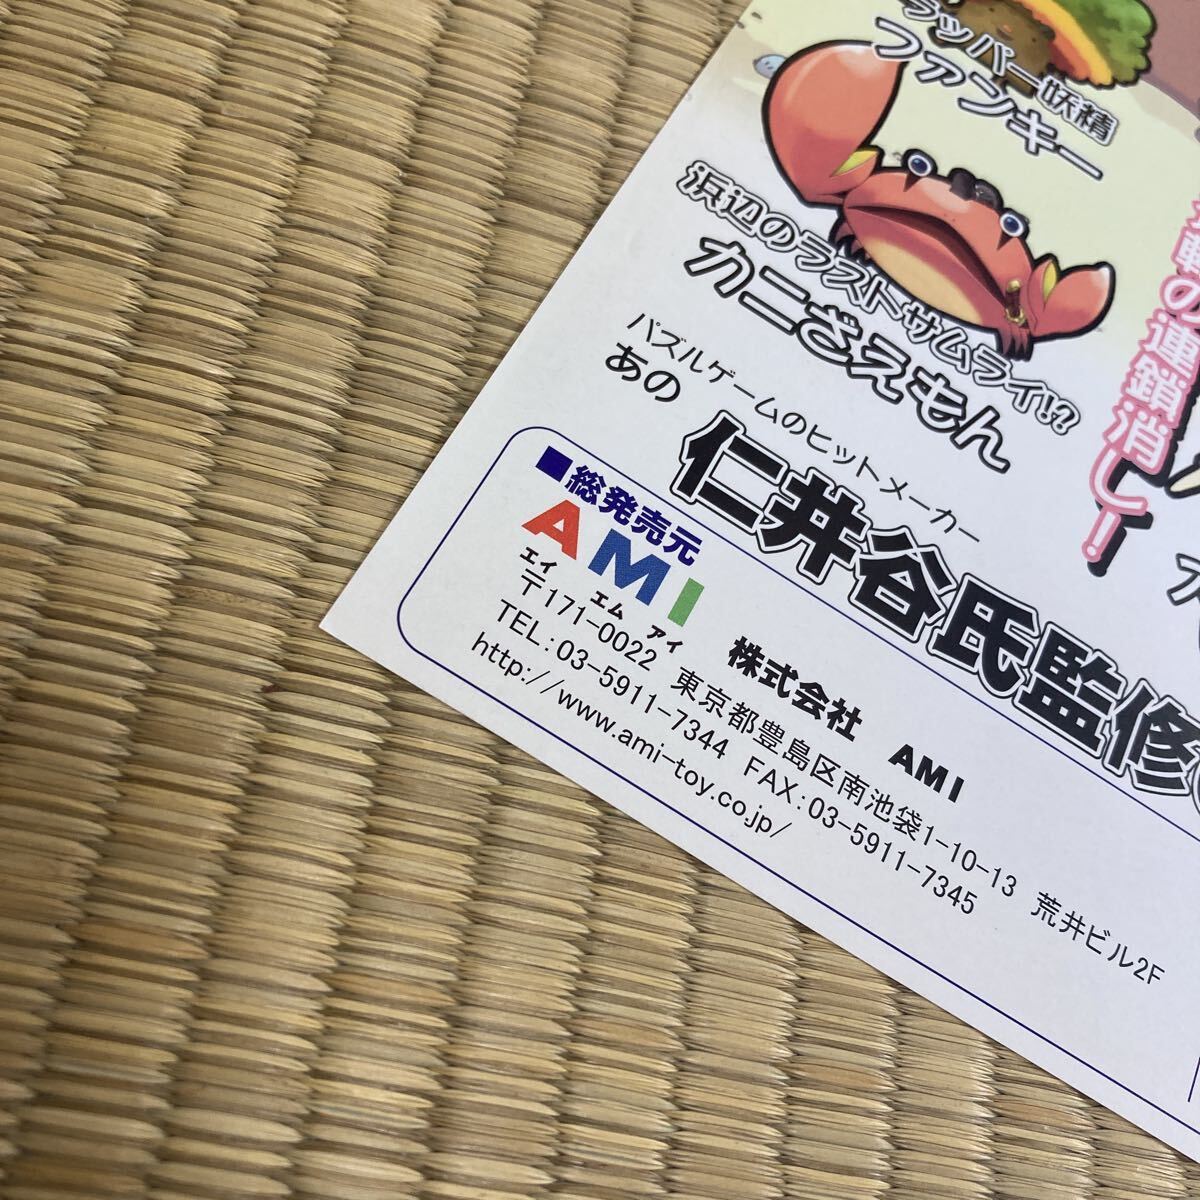 ラッパー妖精
ファンキー
浜辺のラストサムライ!?
カニざえもん
戦の連鎖消し！
パズルゲームのヒットメーカー
あの
仁井谷氏監修
■総発売元
AMI
エイ エム アイ
株式会社 AMI
〒171-0022 東京都豊島区南池袋1-10-13 荒井ビル2F
TEL:03-5911-7344 FAX:03-5911-7345
http://www.ami-toy.co.jp/